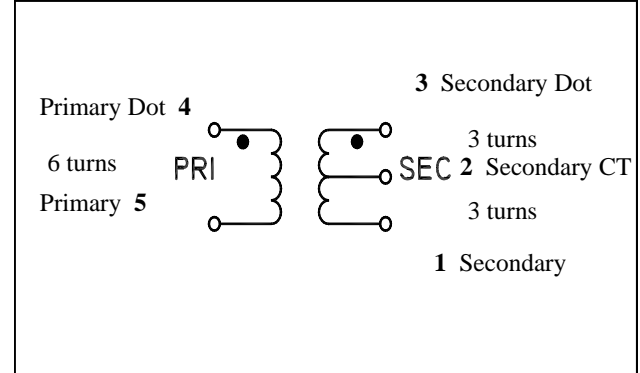 3 Secondary Dot
Primary Dot 4
3 turns
6 turns PRI SEC 2 Secondary CT
Primary 5 3 turns
1 Secondary